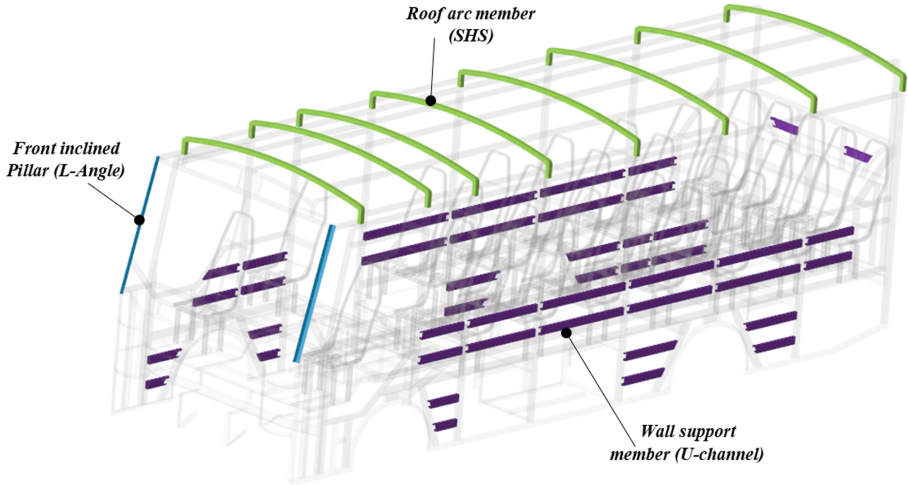 Roof arc member
(SHS)
Front inclined
Pillar (L-Angle)
Wall support
member (U-channel)